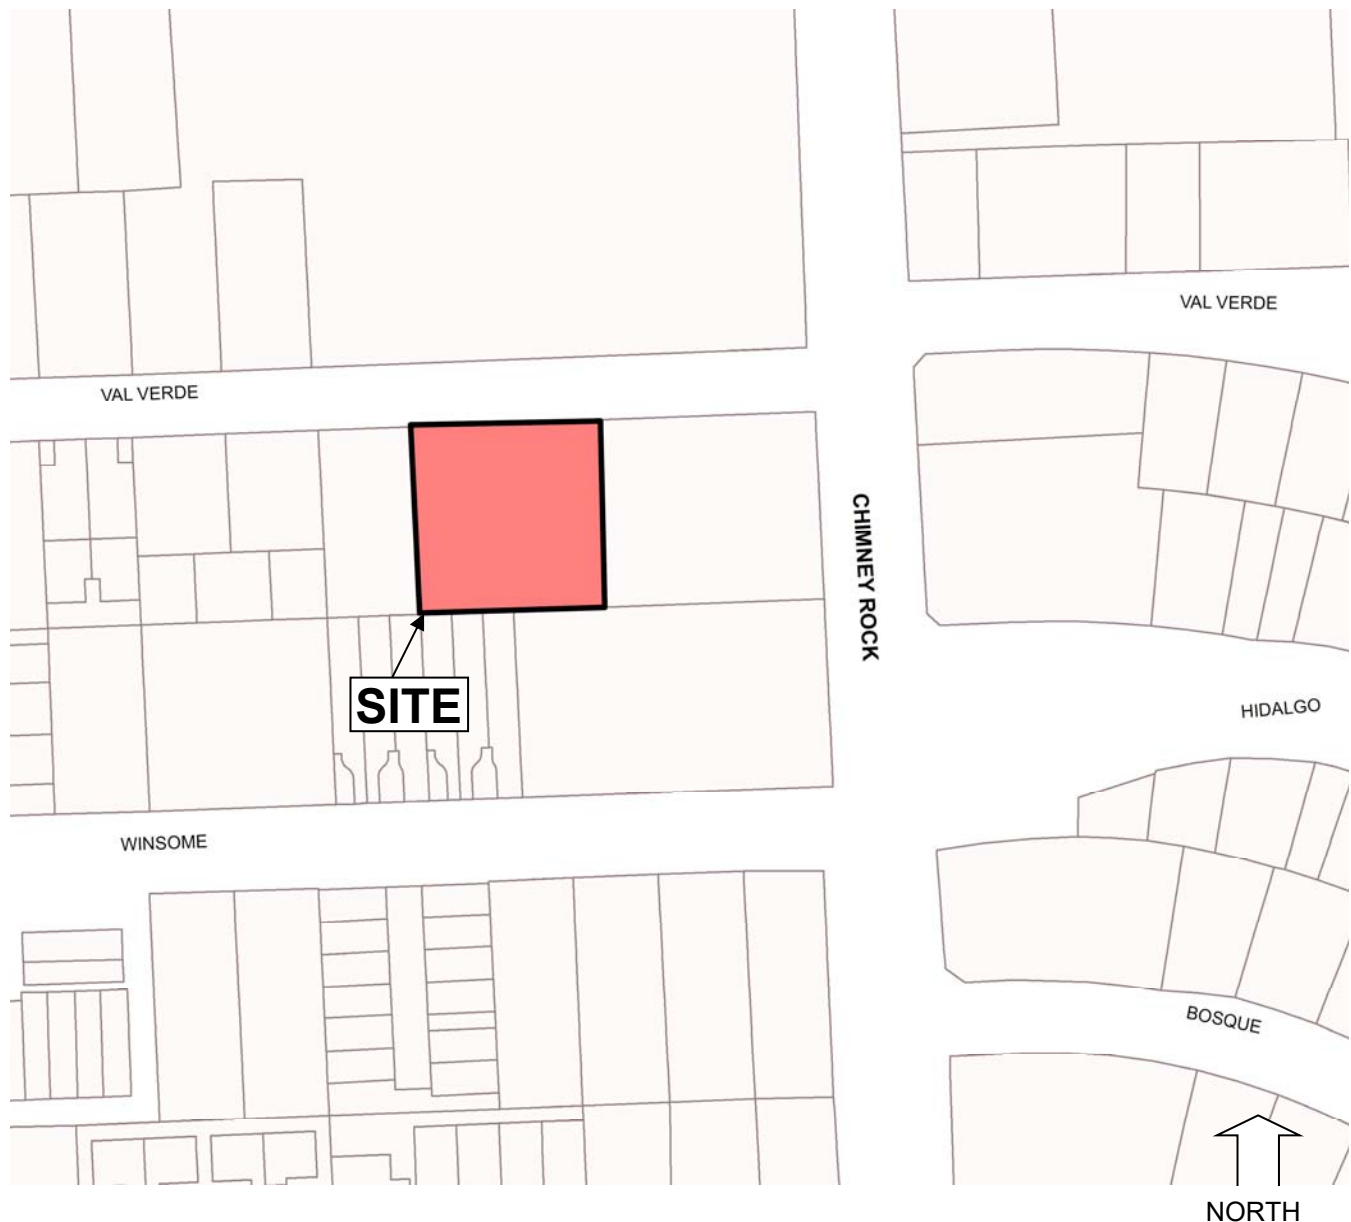 VAL VERDE
VAL VERDE
CHIMNEY ROCK
SITE
HIDALGO
WINSOME
BOSQUE
NORTH